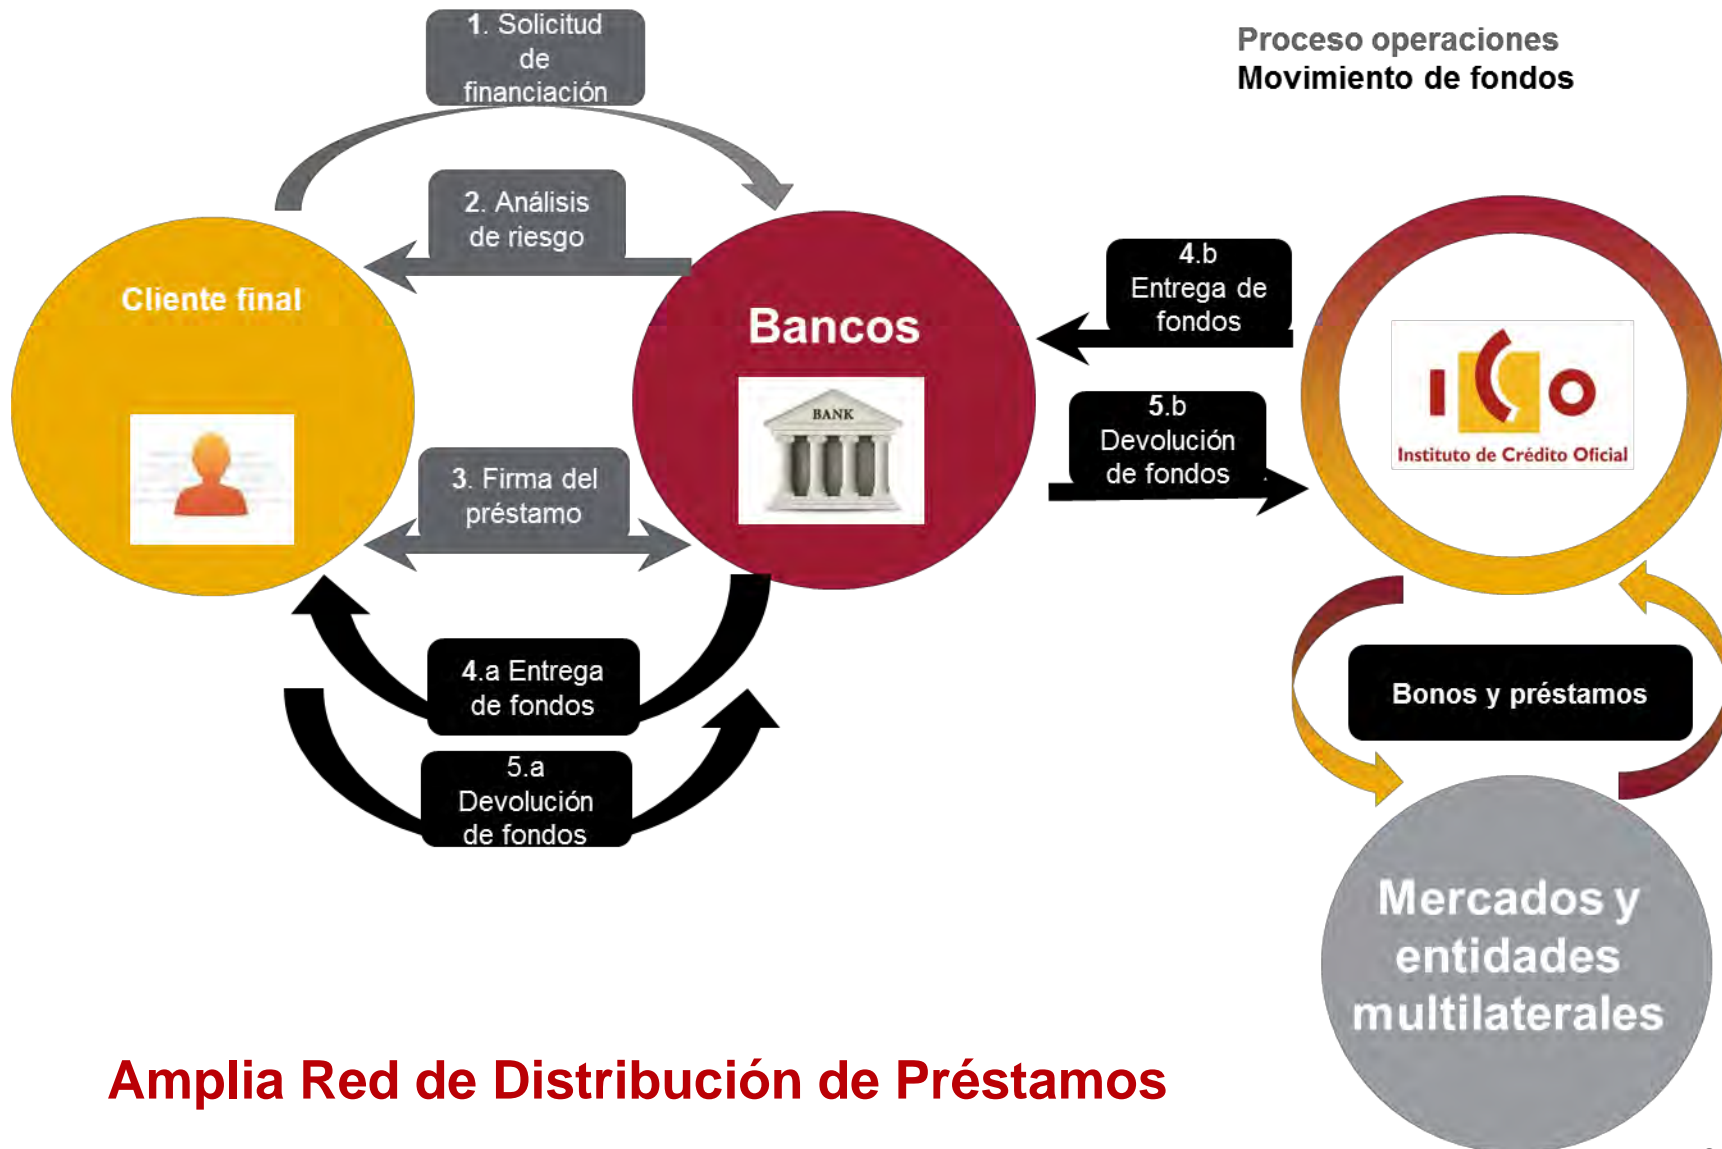 1. Solicitud
de
financiación
Proceso operaciones
Movimiento de fondos
2. Análisis
de riesgo
Cliente final
Bancos
BANK
4.b
Entrega de
fondos
5.b
Devolución
de fondos
ICO
Instituto de Crédito Oficial
3. Firma del
préstamo
4.a Entrega
de fondos
5.a
Devolución
de fondos
Bonos y préstamos
Mercados y
entidades
multilaterales
Amplia Red de Distribución de Préstamos